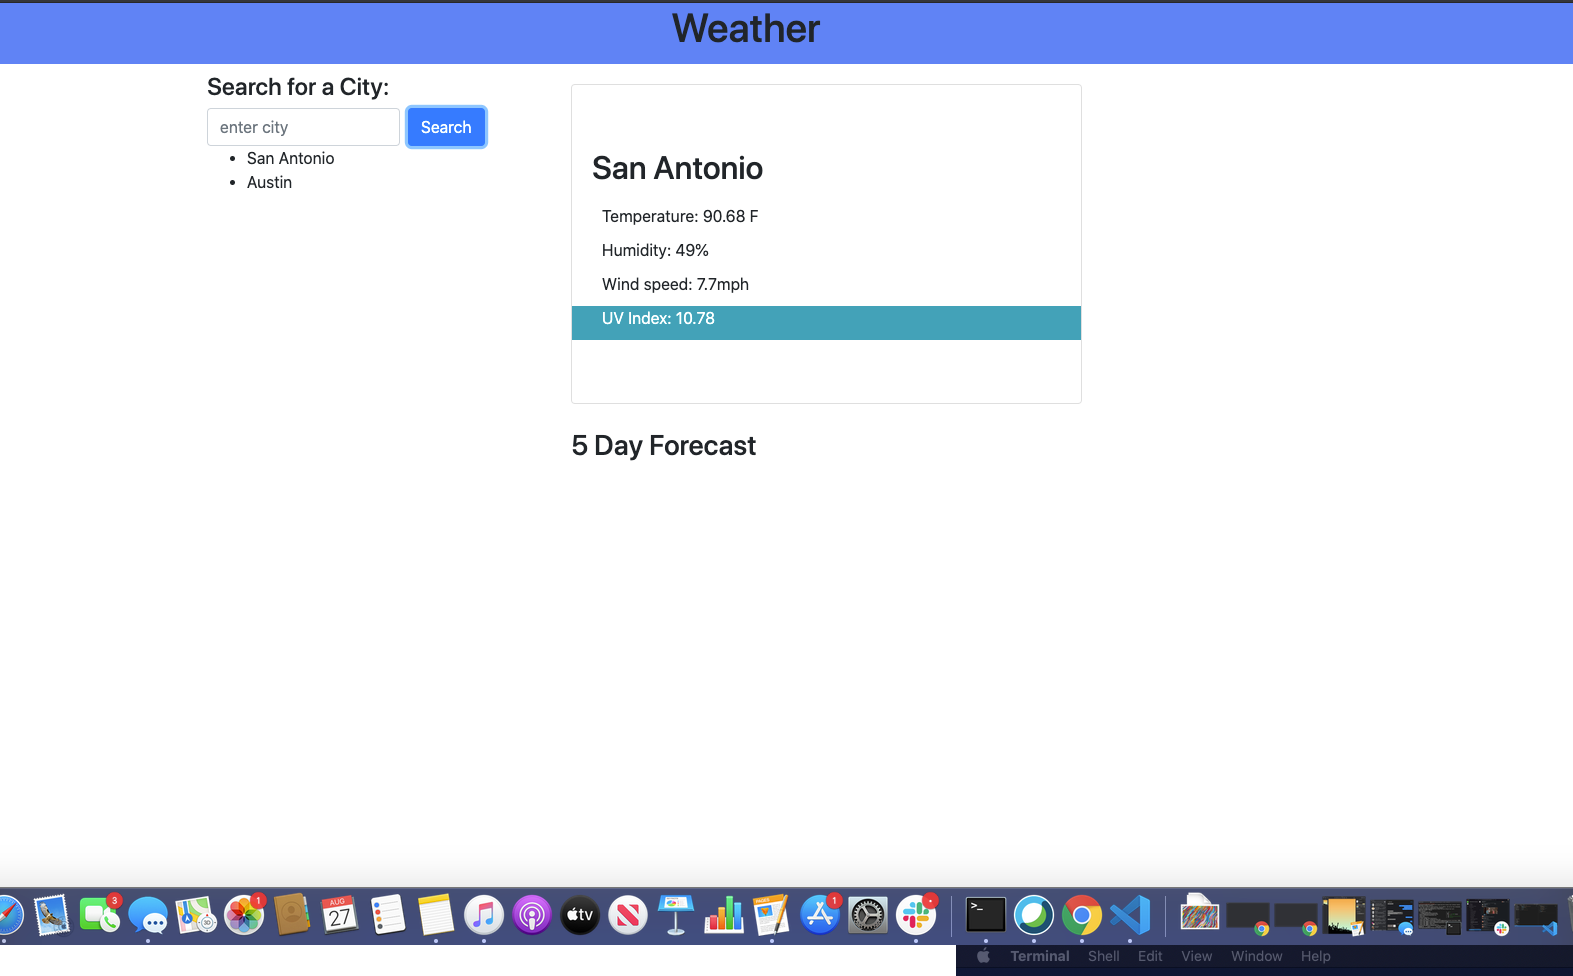 Weather
Search for a City:
enter city
Search
San Antonio
Austin
San Antonio
Temperature: 90.68 F
Humidity: 49%
Wind speed: 7.7mph
UV Index: 10.78
5 Day Forecast
3
1
AUG
27
tv
1
>_
Terminal Shell Edit View Window Help